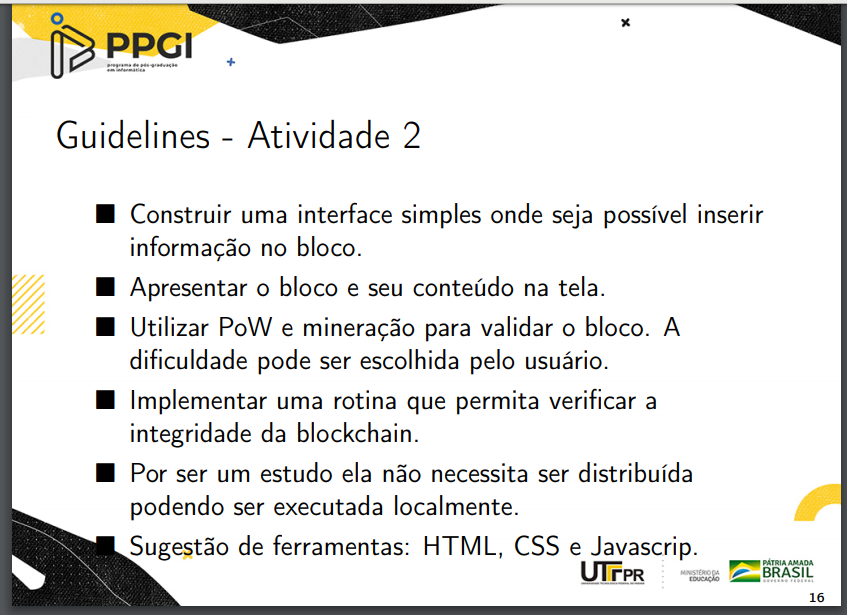 PPGI
programa de pós-graduação
em informática
Guidelines - Atividade 2
Construir uma interface simples onde seja possível inserir
informação no bloco.
Apresentar o bloco e seu conteúdo na tela.
Utilizar PoW e mineração para validar o bloco. A
dificuldade pode ser escolhida pelo usuário.
Implementar uma rotina que permita verificar a
integridade da blockchain.
Por ser um estudo ela não necessita ser distribuída
podendo ser executada localmente.
Sugestão de ferramentas: HTML, CSS e Javascrip.
UTFPR
MINISTÉRIO DA
EDUCAÇÃO
PÁTRIA AMADA
BRASIL
GOVERNO FEDERAL
16